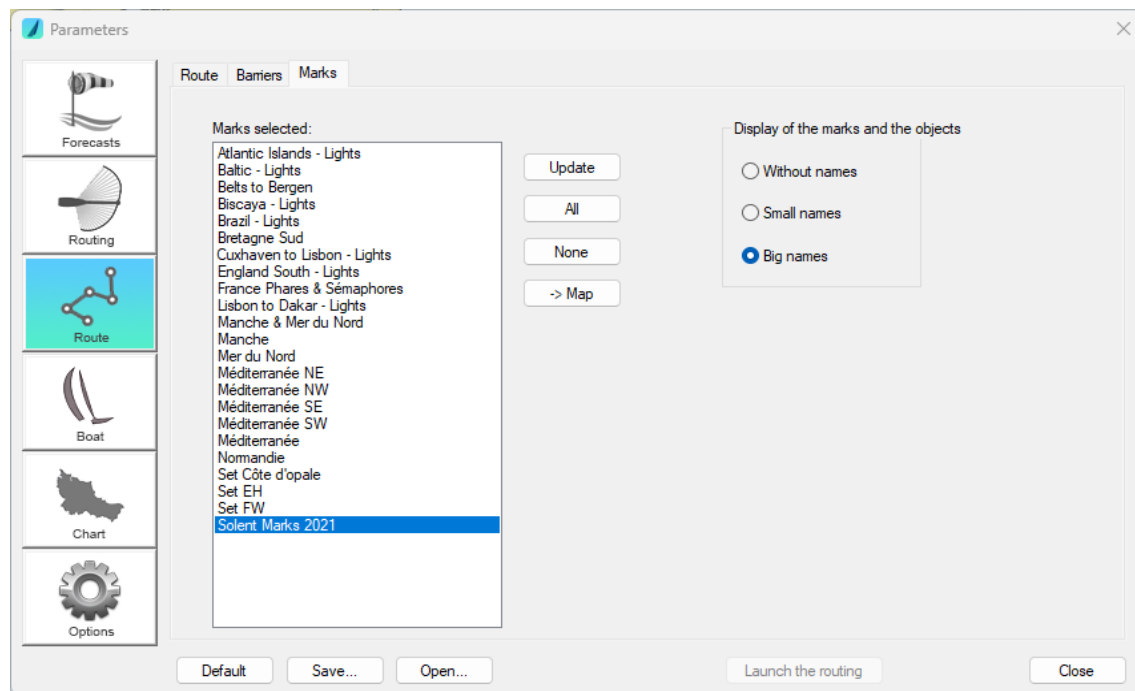 Parameters
Forecasts
Routing
Route
Boat
Chart
Options
Route Barriers Marks
Marks selected:
Atlantic Islands - Lights
Baltic - Lights
Belts to Bergen
Biscaya - Lights
Brazil - Lights
Bretagne Sud
Cuxhaven to Lisbon - Lights
England South - Lights
France Phares & Sémaphores
Lisbon to Dakar - Lights
Manche & Mer du Nord
Manche
Mer du Nord
Méditerranée NE
Méditerranée NW
Méditerranée SE
Méditerranée SW
Méditerranée
Normandie
Set Côte d'opale
Set EH
Set FW
Solent Marks 2021
Update
All
None
-> Map
Display of the marks and the objects
Without names
Small names
Big names
Default Save... Open... Launch the routing Close